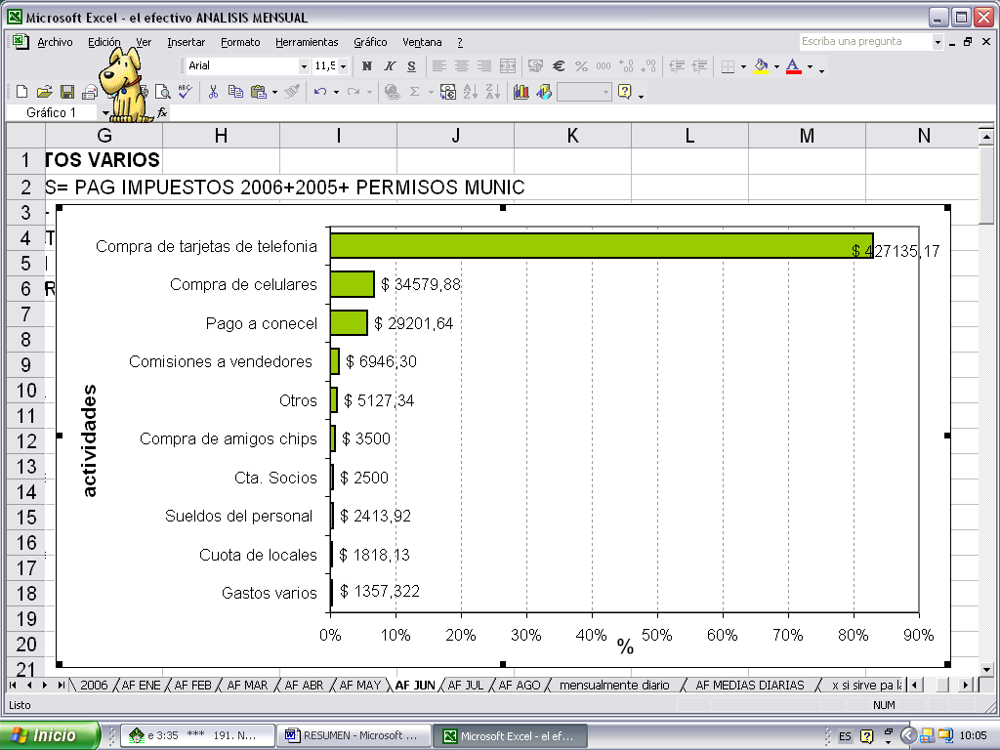 Microsoft Excel - el efectivo ANALISIS MENSUAL
Archivo Edición Ver Insertar Formato Herramientas Gráfico Ventana ? Escriba una pregunta
Arial 11,5 N K S € % 000
Gráfico 1 fx
G H I J K L M N
1 TOS VARIOS
2 S= PAG IMPUESTOS 2006+2005+ PERMISOS MUNIC
3
4
5
6
7
8
9
10
11
12
13
14
15
16
17
18
19
20
21
Compra de tarjetas de telefonia $ 427135,17
Compra de celulares $ 34579,88
Pago a conecel $ 29201,64
Comisiones a vendedores $ 6946,30
Otros $ 5127,34
Compra de amigos chips $ 3500
Cta. Socios $ 2500
Sueldos del personal $ 2413,92
Cuota de locales $ 1818,13
Gastos varios $ 1357,322
actividades
0% 10% 20% 30% 40% 50% 60% 70% 80% 90%
%
2006 AF ENE AF FEB AF MAR AF ABR AF MAY AF JUN AF JUL AF AGO mensualmente diario AF MEDIAS DIARIAS x si sirve pa la
Listo NUM
Inicio e 3:35 *** 191. N... RESUMEN - Microsoft ... Microsoft Excel - el ef... ES 10:05